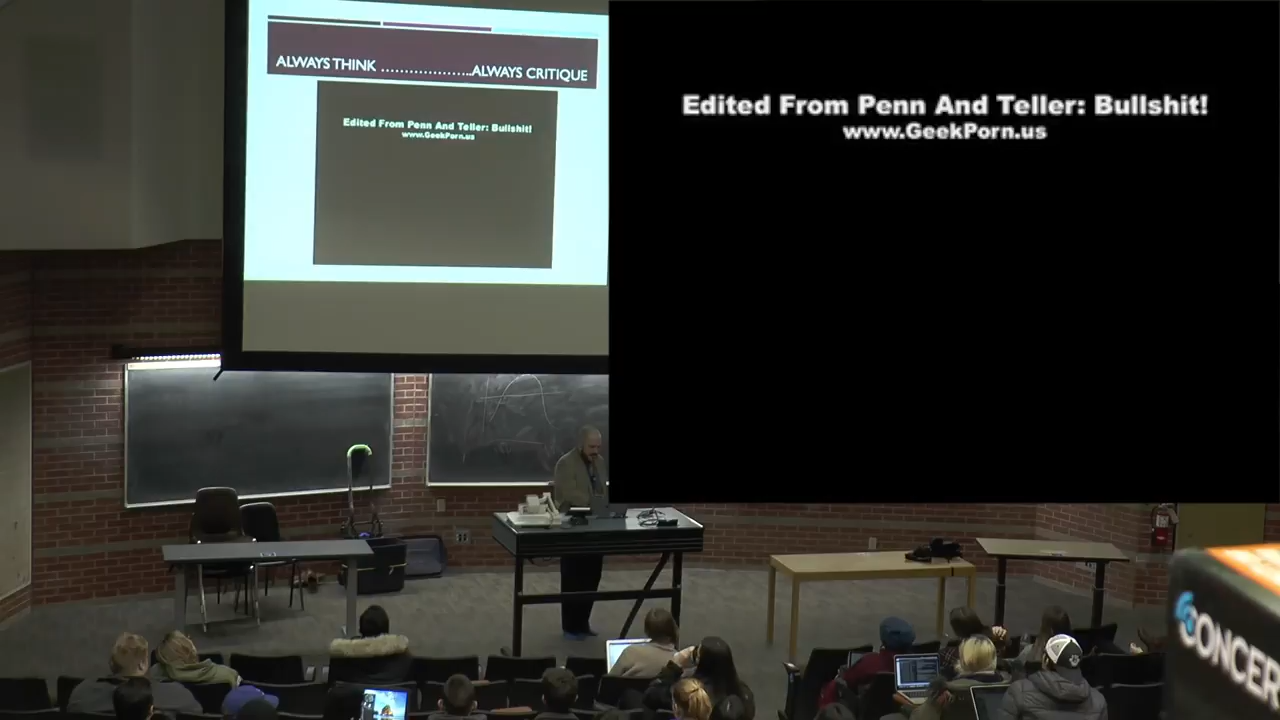 ALWAYS THINK ....................ALWAYS CRITIQUE
Edited From Penn And Teller: Bullshit!
www.GeekPorn.us
Edited From Penn And Teller: Bullshit!
www.GeekPorn.us